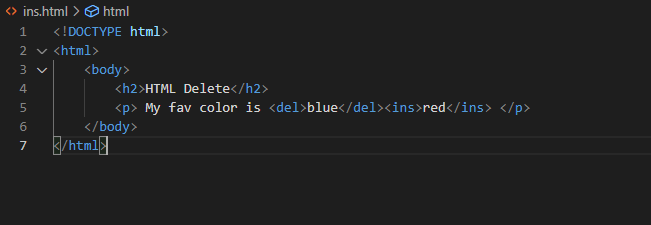 ins.html > html
1 <!DOCTYPE html>
2 <html>
3     <body>
4         <h2>HTML Delete</h2>
5         <p> My fav color is <del>blue</del><ins>red</ins> </p>
6     </body>
7 </html>